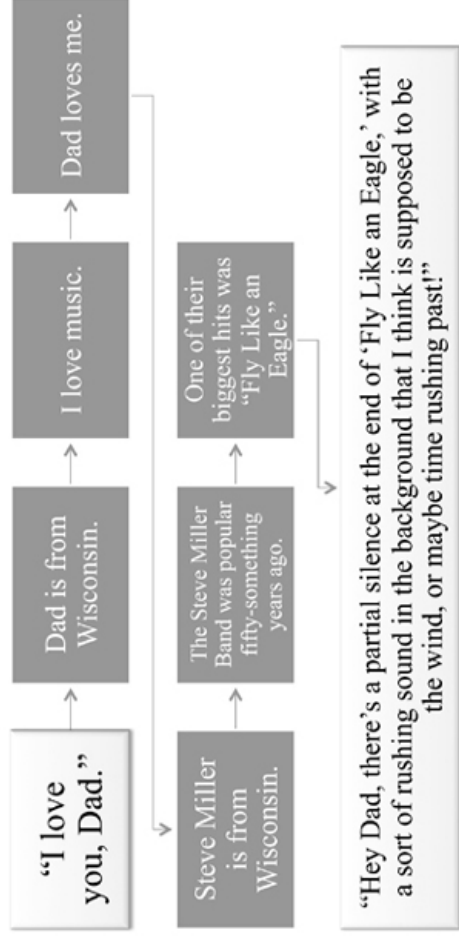 “I love
you, Dad.”
Dad is from
Wisconsin.
I love music.
Dad loves me.
Steve Miller
is from
Wisconsin.
The Steve Miller
Band was popular
fifty-something
years ago.
One of their
biggest hits was
“Fly Like an
Eagle.”
“Hey Dad, there’s a partial silence at the end of ‘Fly Like an Eagle,’ with
a sort of rushing sound in the background that I think is supposed to be
the wind, or maybe time rushing past!”